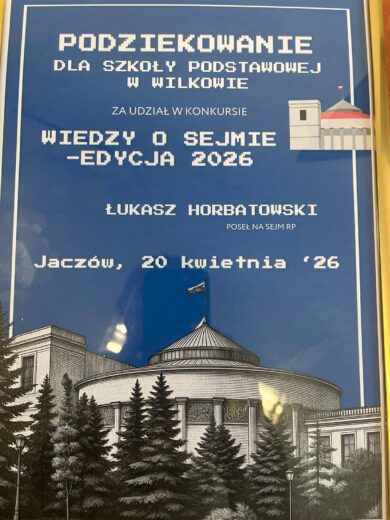 PODZIEKOWANIE
DLA SZKOŁY PODSTAWOWEJ
W WILKOWIE
ZA UDZIAŁ W KONKURSIE
WIEDZY O SEJMIE
-EDYCJA 2026
ŁUKASZ HORBATOWSKI
POSEŁ NA SEJM RP
Jaczów, 20 kwietnia ‘26